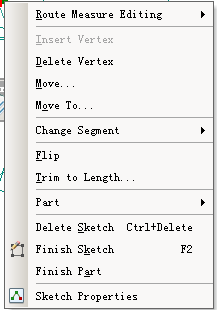 Route Measure Editing
Insert Vertex
Delete Vertex
Move...
Move To...
Change Segment
Flip
Trim to Length...
Part
Delete Sketch Ctrl+Delete
Finish Sketch F2
Finish Part
Sketch Properties